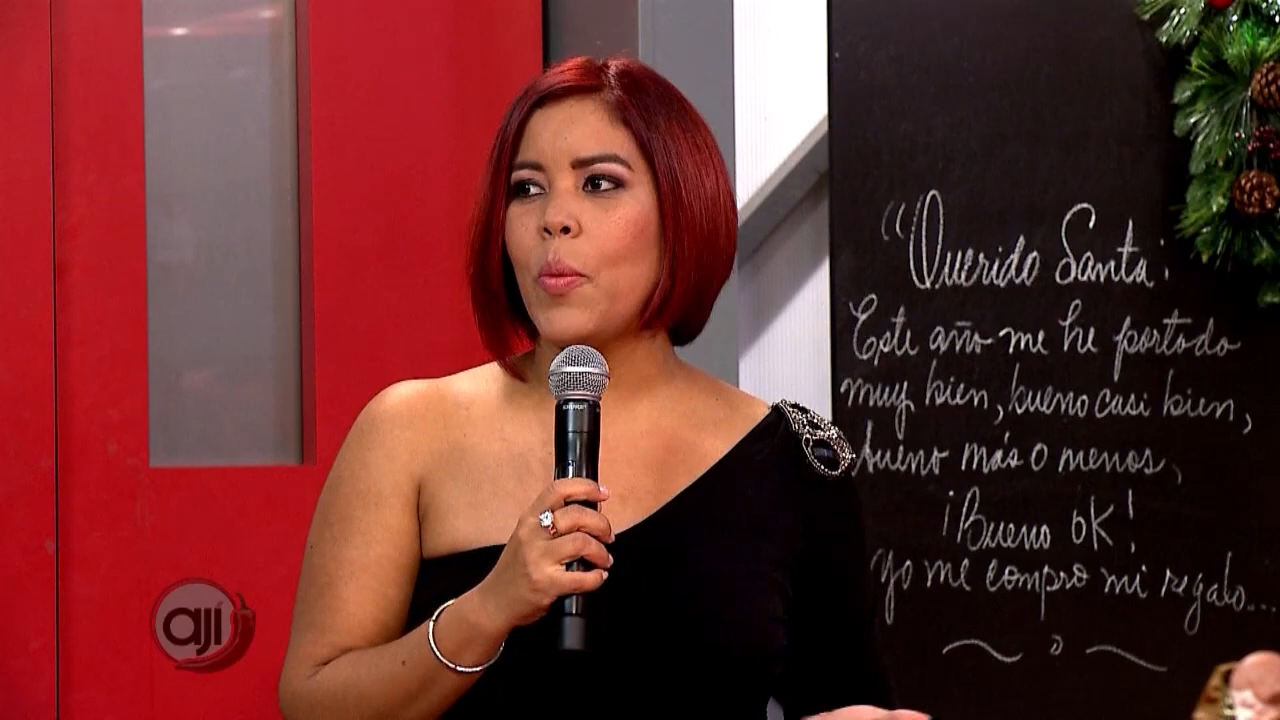 “Querido Santa:
Este año me he portado
muy bien, bueno casi bien,
bueno más o menos,
¡Bueno OK!
yo me compro mi regalo...
ají